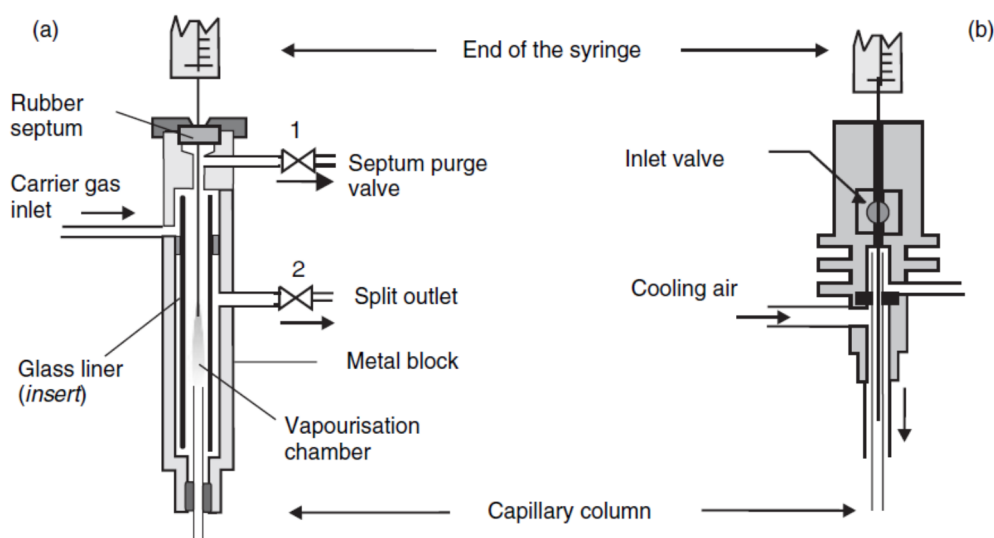 (a)
End of the syringe
(b)
Rubber
septum
1
Septum purge
valve
Inlet valve
Carrier gas
inlet
2
Split outlet
Cooling air
Glass liner
(insert)
Metal block
Vapourisation
chamber
Capillary column